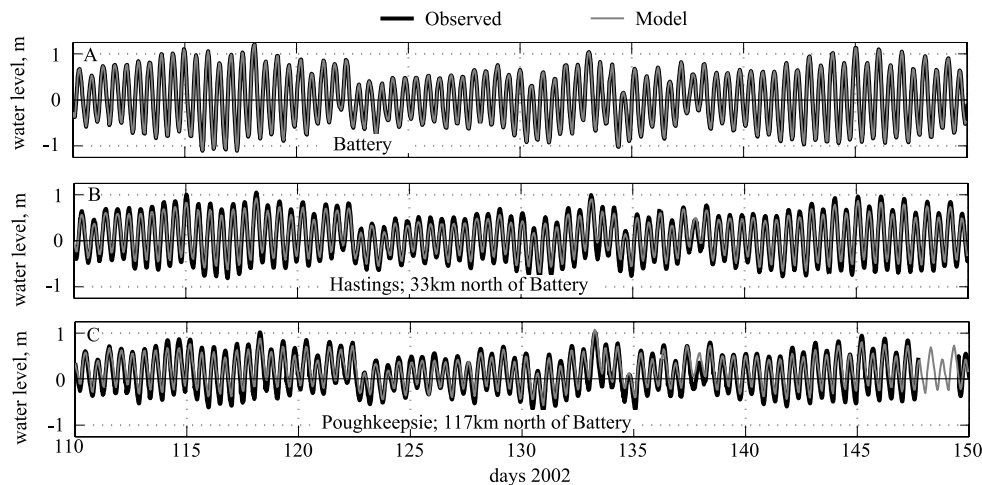 Observed Model
A
water level, m
1
0
-1
Battery
B
water level, m
1
0
-1
Hastings; 33km north of Battery
C
water level, m
1
0
-1
Poughkeepsie; 117km north of Battery
110 115 120 125 130 135 140 145 150
days 2002